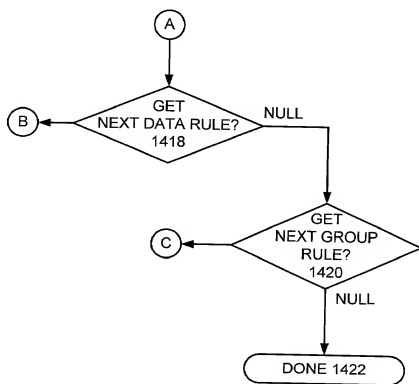 A
GET
NEXT DATA RULE?
1418
B
NULL
GET
NEXT GROUP
RULE?
1420
C
NULL
DONE 1422